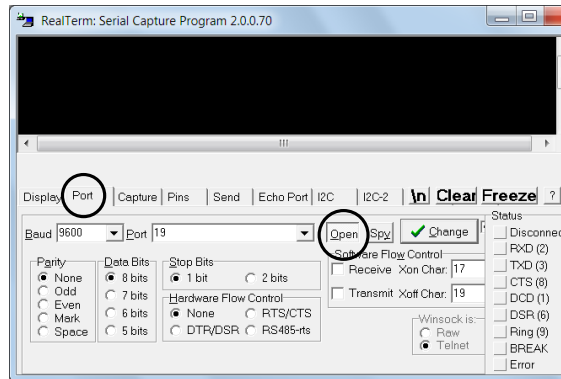 RealTerm: Serial Capture Program 2.0.0.70
Display Port Capture Pins Send Echo Port I2C I2C-2 \n Clear Freeze ?
Baud 9600 Port 19 Open Spy Change
Status
Disconnec
RXD (2)
TXD (3)
CTS (8)
DCD (1)
DSR (6)
Ring (9)
BREAK
Error
Parity
None
Odd
Even
Mark
Space
Data Bits
8 bits
7 bits
6 bits
5 bits
Stop Bits
1 bit 2 bits
Hardware Flow Control
None RTS/CTS
DTR/DSR RS485-rts
Software Flow Control
Receive Xon Char: 17
Transmit Xoff Char: 19
Winsock is:
Raw
Telnet